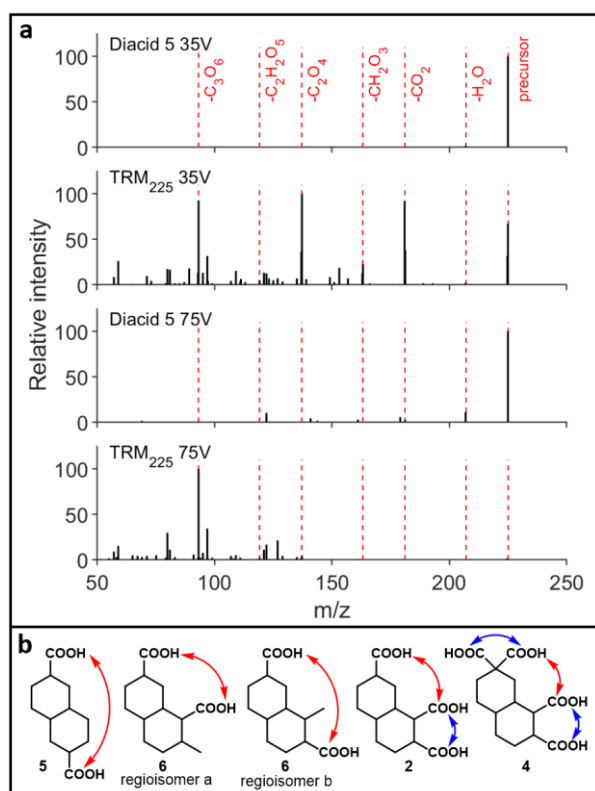 a
Diacid 5 35V
-C₃O₆
-C₂H₂O₅
-C₂O₄
-CH₂O₃
-CO₂
-H₂O
precursor
100
50
0
TRM₂₂₅ 35V
100
50
0
Relative intensity
Diacid 5 75V
100
50
0
TRM₂₂₅ 75V
100
50
0
50 100 150 200 250
m/z
b
COOH
COOH
5
COOH
COOH
6
regioisomer a
COOH
COOH
6
regioisomer b
COOH
COOH
COOH
2
HOOC COOH
COOH
COOH
4